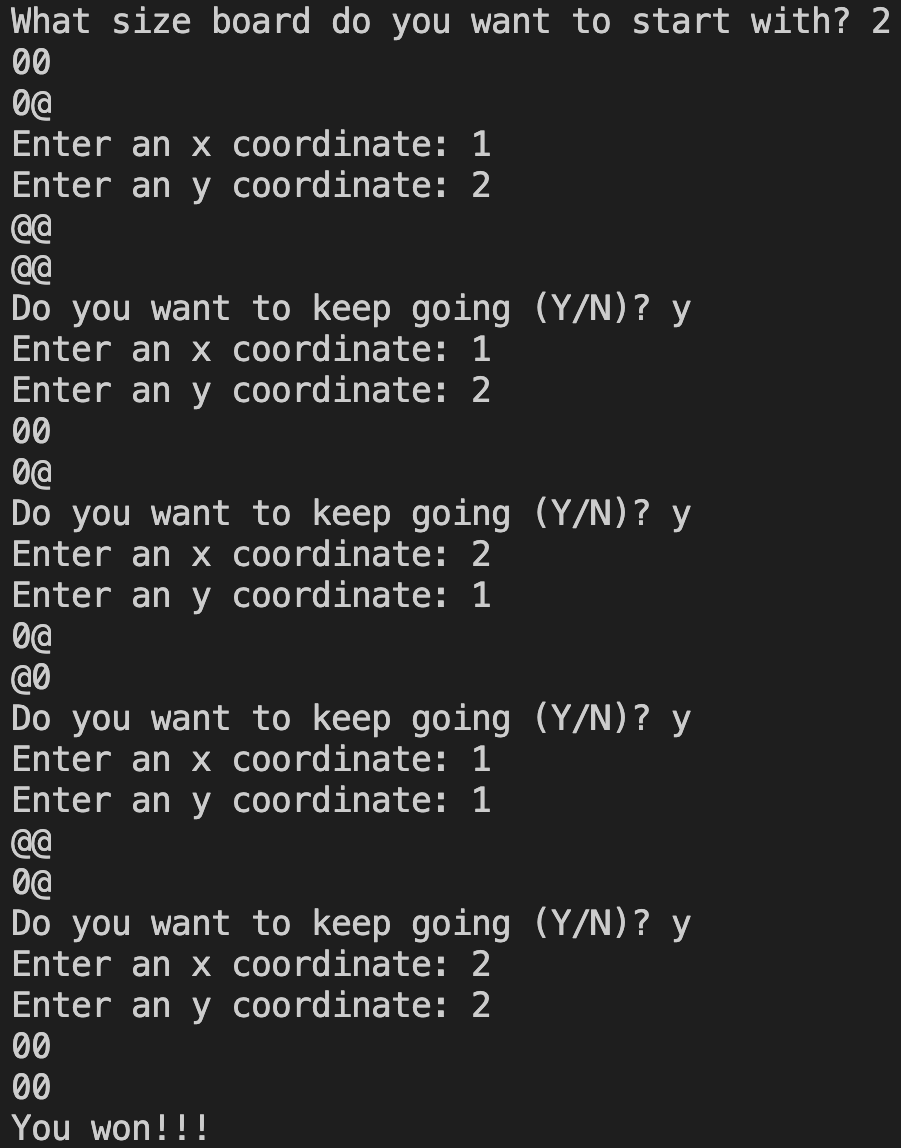 What size board do you want to start with? 2
00
0@
Enter an x coordinate: 1
Enter an y coordinate: 2
@@
@@
Do you want to keep going (Y/N)? y
Enter an x coordinate: 1
Enter an y coordinate: 2
00
0@
Do you want to keep going (Y/N)? y
Enter an x coordinate: 2
Enter an y coordinate: 1
0@
@0
Do you want to keep going (Y/N)? y
Enter an x coordinate: 1
Enter an y coordinate: 1
@@
0@
Do you want to keep going (Y/N)? y
Enter an x coordinate: 2
Enter an y coordinate: 2
00
00
You won!!!